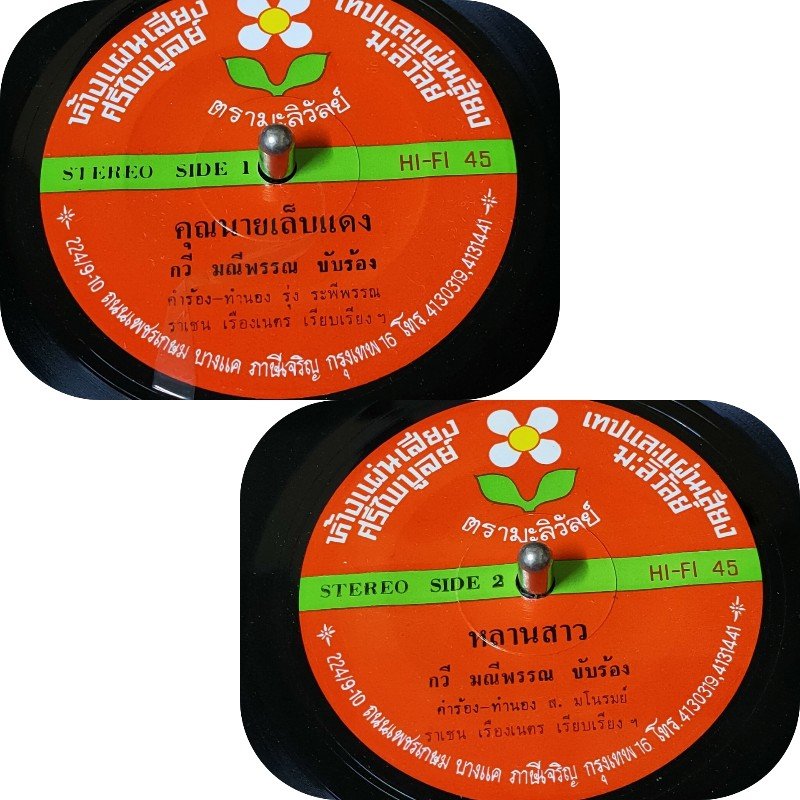 ห้างแผ่นเสียง
ศรีไพบูลย์
เทปและแผ่นเสียง
มะลิวัลย์
ตรามะลิวัลย์
STEREO SIDE 1
HI-FI 45
คุณนายเล็บแดง
กวี มณีพรรณ ขับร้อง
คำร้อง-ทำนอง รุ่ง ระพีพรรณ
ราเชน เรืองเนตร เรียบเรียงฯ
224/9-10 ถนนเพชรเกษม บางแค ภาษีเจริญ กรุงเทพ 16 โทร. 4130319,4131441
ห้างแผ่นเสียง
ศรีไพบูลย์
เทปและแผ่นเสียง
มะลิวัลย์
ตรามะลิวัลย์
STEREO SIDE 2
HI-FI 45
หลานสาว
กวี มณีพรรณ ขับร้อง
คำร้อง-ทำนอง ส. มโนรมย์
ราเชน เรืองเนตร เรียบเรียงฯ
224/9-10 ถนนเพชรเกษม บางแค ภาษีเจริญ กรุงเทพ 16 โทร. 4130319,4131441